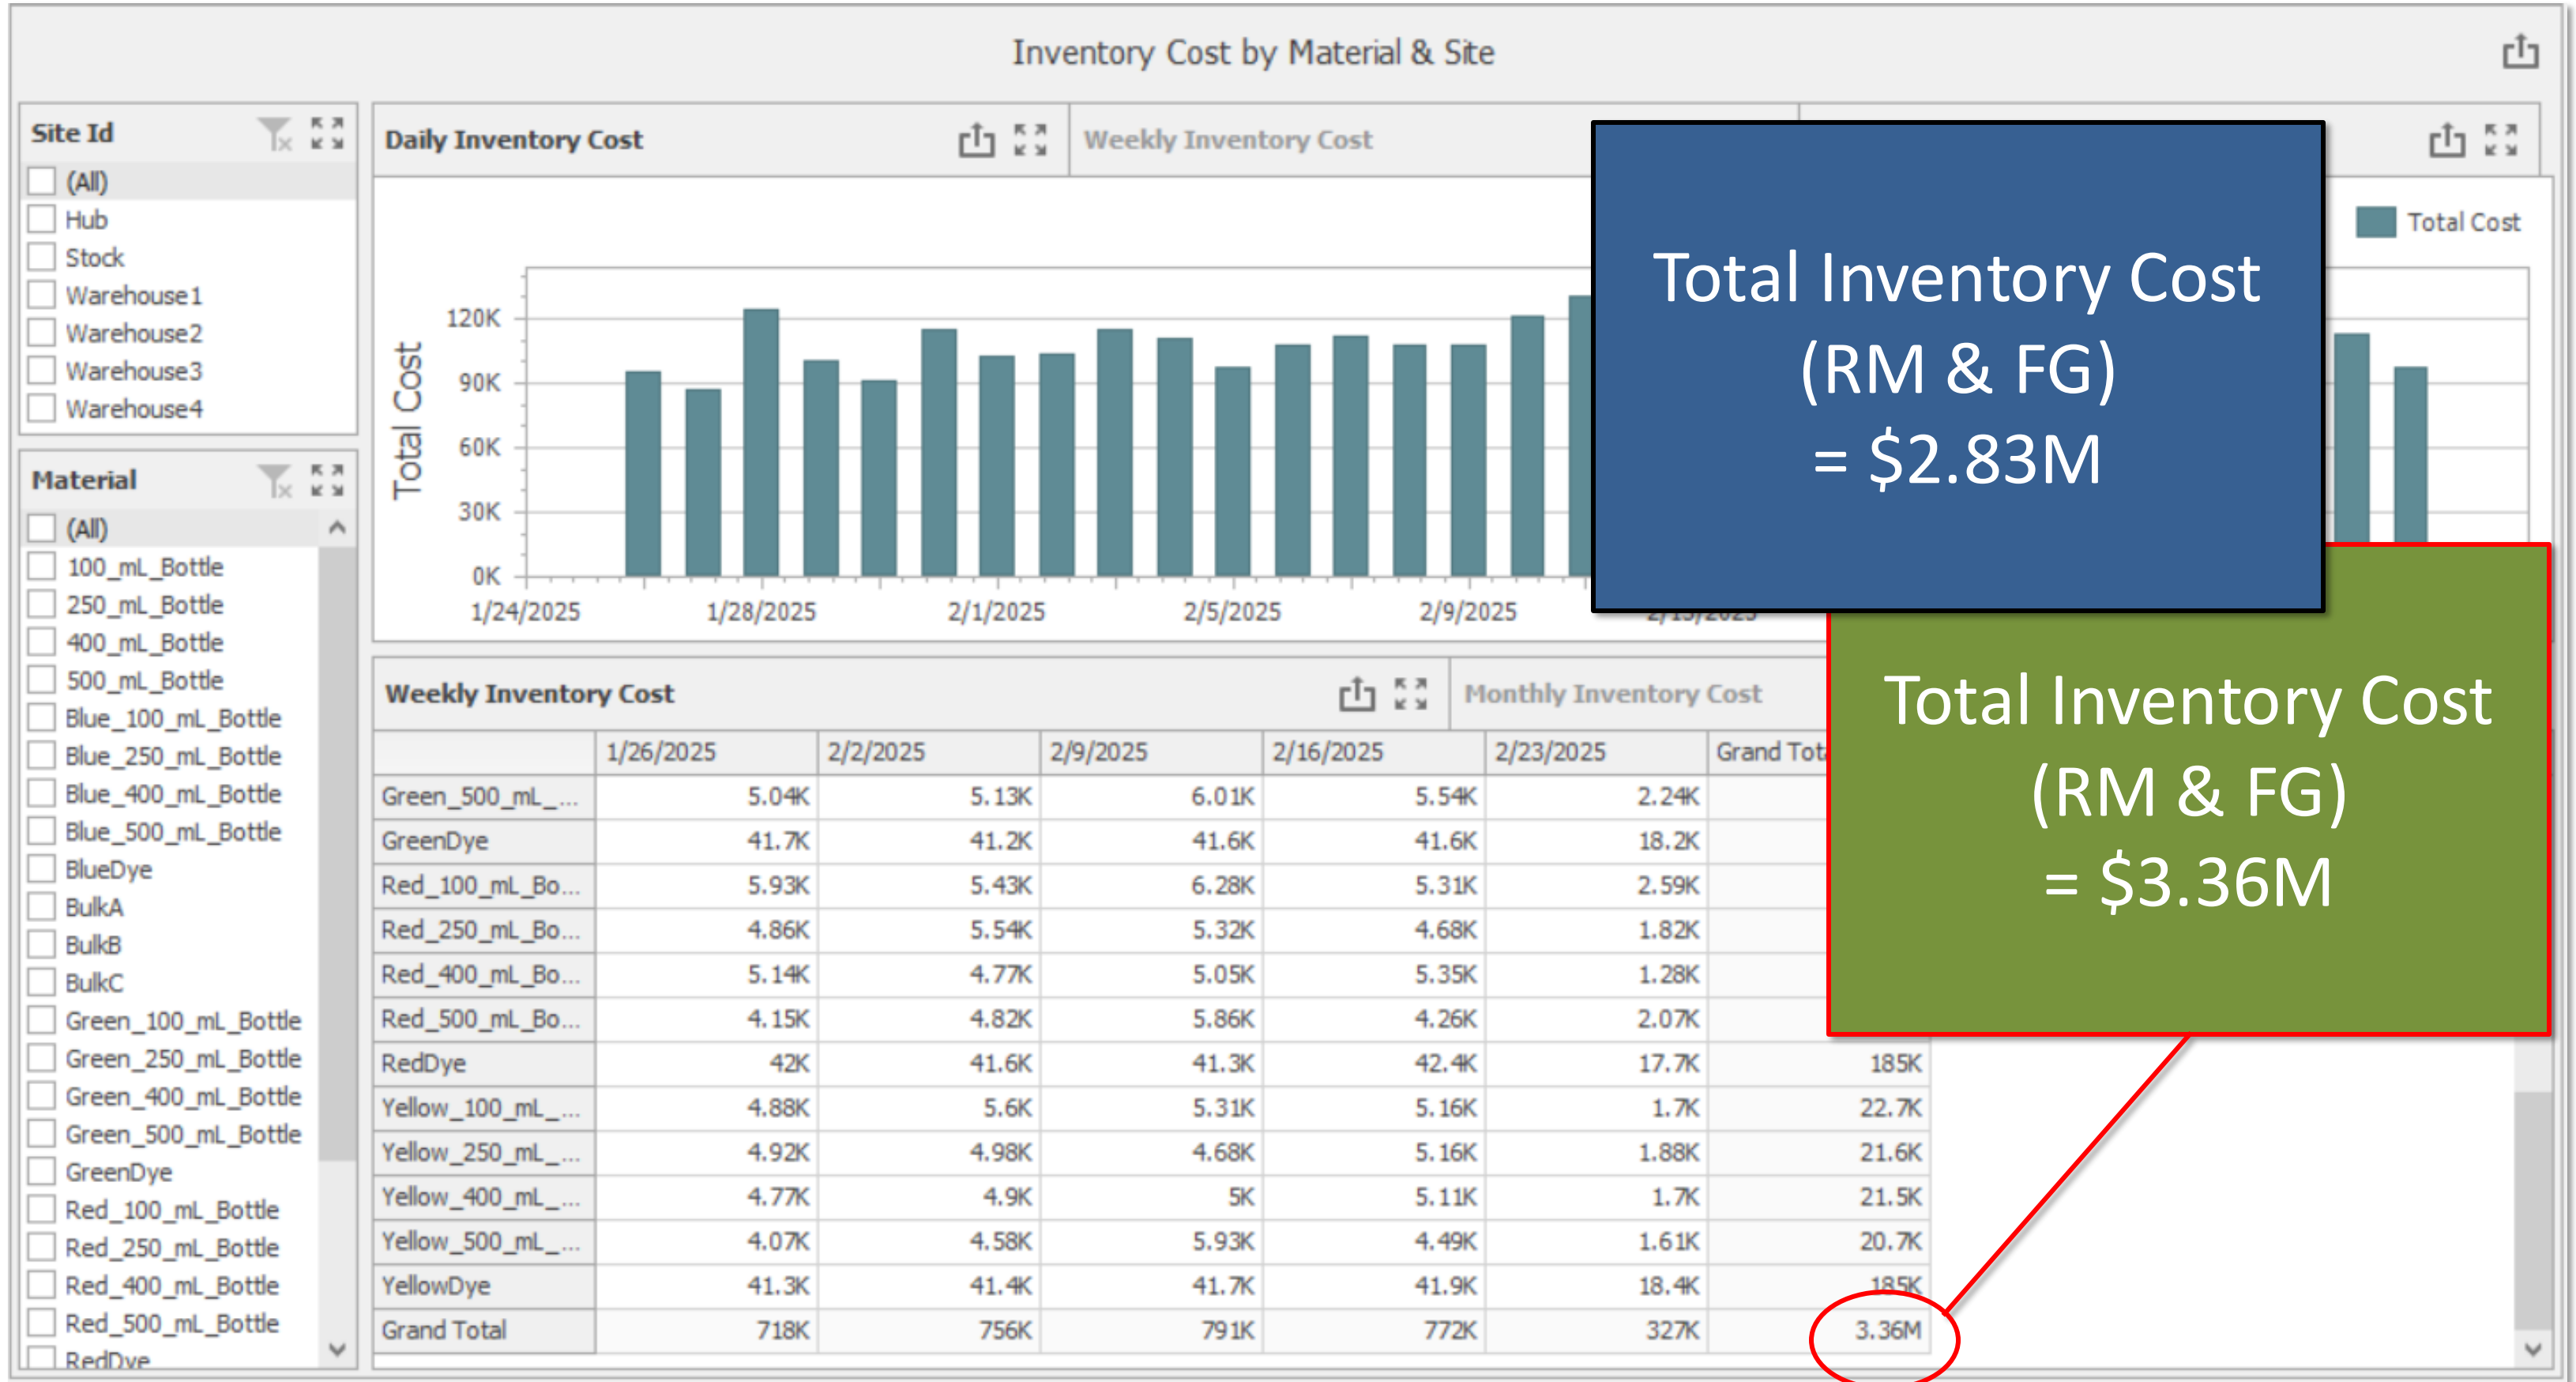 Inventory Cost by Material & Site
Site Id
(All)
Hub
Stock
Warehouse1
Warehouse2
Warehouse3
Warehouse4
Material
(All)
100_mL_Bottle
250_mL_Bottle
400_mL_Bottle
500_mL_Bottle
Blue_100_mL_Bottle
Blue_250_mL_Bottle
Blue_400_mL_Bottle
Blue_500_mL_Bottle
BlueDye
BulkA
BulkB
BulkC
Green_100_mL_Bottle
Green_250_mL_Bottle
Green_400_mL_Bottle
Green_500_mL_Bottle
GreenDye
Red_100_mL_Bottle
Red_250_mL_Bottle
Red_400_mL_Bottle
Red_500_mL_Bottle
RedDye
Daily Inventory Cost
Weekly Inventory Cost
Total Cost
Total Cost
120K
90K
60K
30K
0K
1/24/2025 1/28/2025 2/1/2025 2/5/2025 2/9/2025 2/13/2025
Total Inventory Cost
(RM & FG)
= $2.83M
Total Inventory Cost
(RM & FG)
= $3.36M
Weekly Inventory Cost
Monthly Inventory Cost
1/26/2025 2/2/2025 2/9/2025 2/16/2025 2/23/2025 Grand Tot
Green_500_mL_... 5.04K 5.13K 6.01K 5.54K 2.24K
GreenDye 41.7K 41.2K 41.6K 41.6K 18.2K
Red_100_mL_Bo... 5.93K 5.43K 6.28K 5.31K 2.59K
Red_250_mL_Bo... 4.86K 5.54K 5.32K 4.68K 1.82K
Red_400_mL_Bo... 5.14K 4.77K 5.05K 5.35K 1.28K
Red_500_mL_Bo... 4.15K 4.82K 5.86K 4.26K 2.07K
RedDye 42K 41.6K 41.3K 42.4K 17.7K 185K
Yellow_100_mL_... 4.88K 5.6K 5.31K 5.16K 1.7K 22.7K
Yellow_250_mL_... 4.92K 4.98K 4.68K 5.16K 1.88K 21.6K
Yellow_400_mL_... 4.77K 4.9K 5K 5.11K 1.7K 21.5K
Yellow_500_mL_... 4.07K 4.58K 5.93K 4.49K 1.61K 20.7K
YellowDye 41.3K 41.4K 41.7K 41.9K 18.4K 185K
Grand Total 718K 756K 791K 772K 327K 3.36M